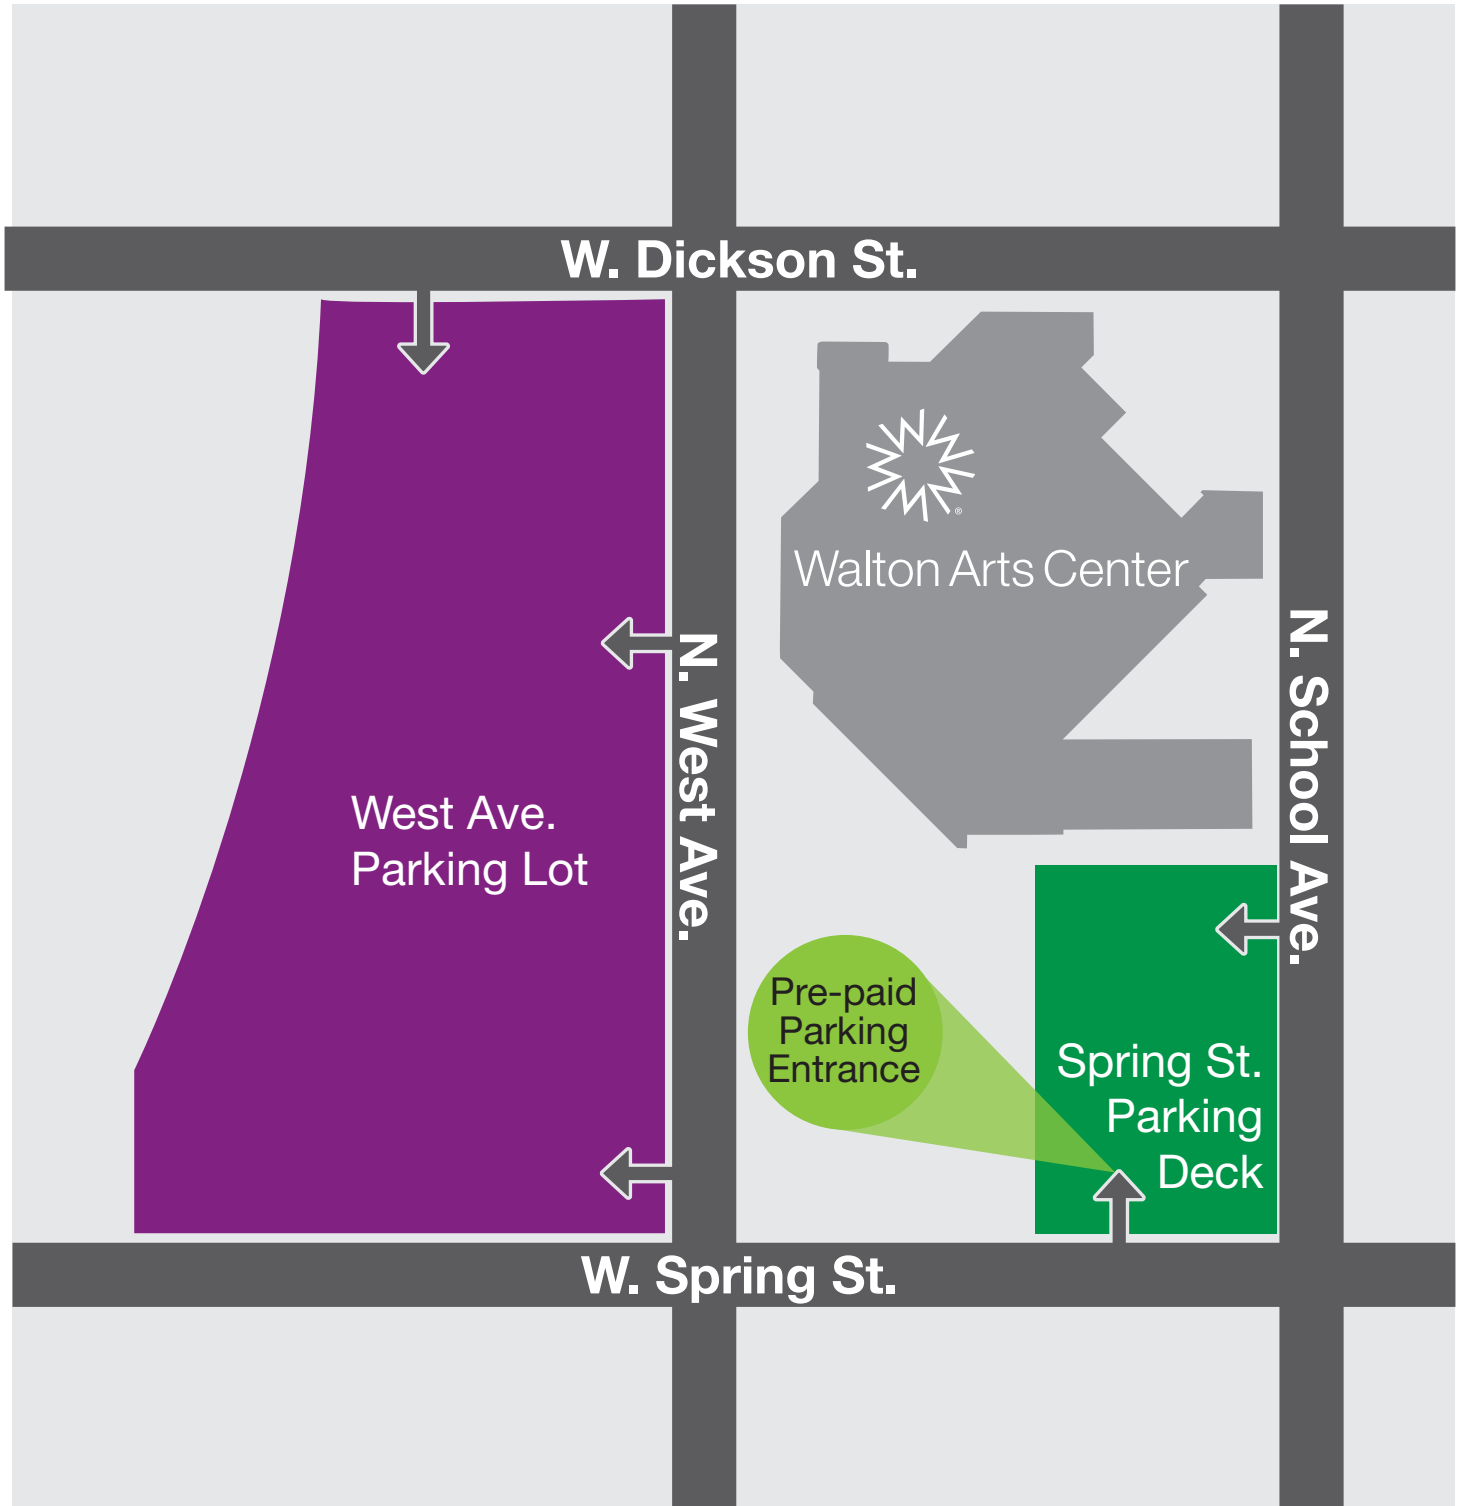 W. Dickson St.
®
Walton Arts Center
N. West Ave.
N. School Ave.
West Ave.
Parking Lot
Pre-paid
Parking
Entrance
Spring St.
Parking
Deck
W. Spring St.